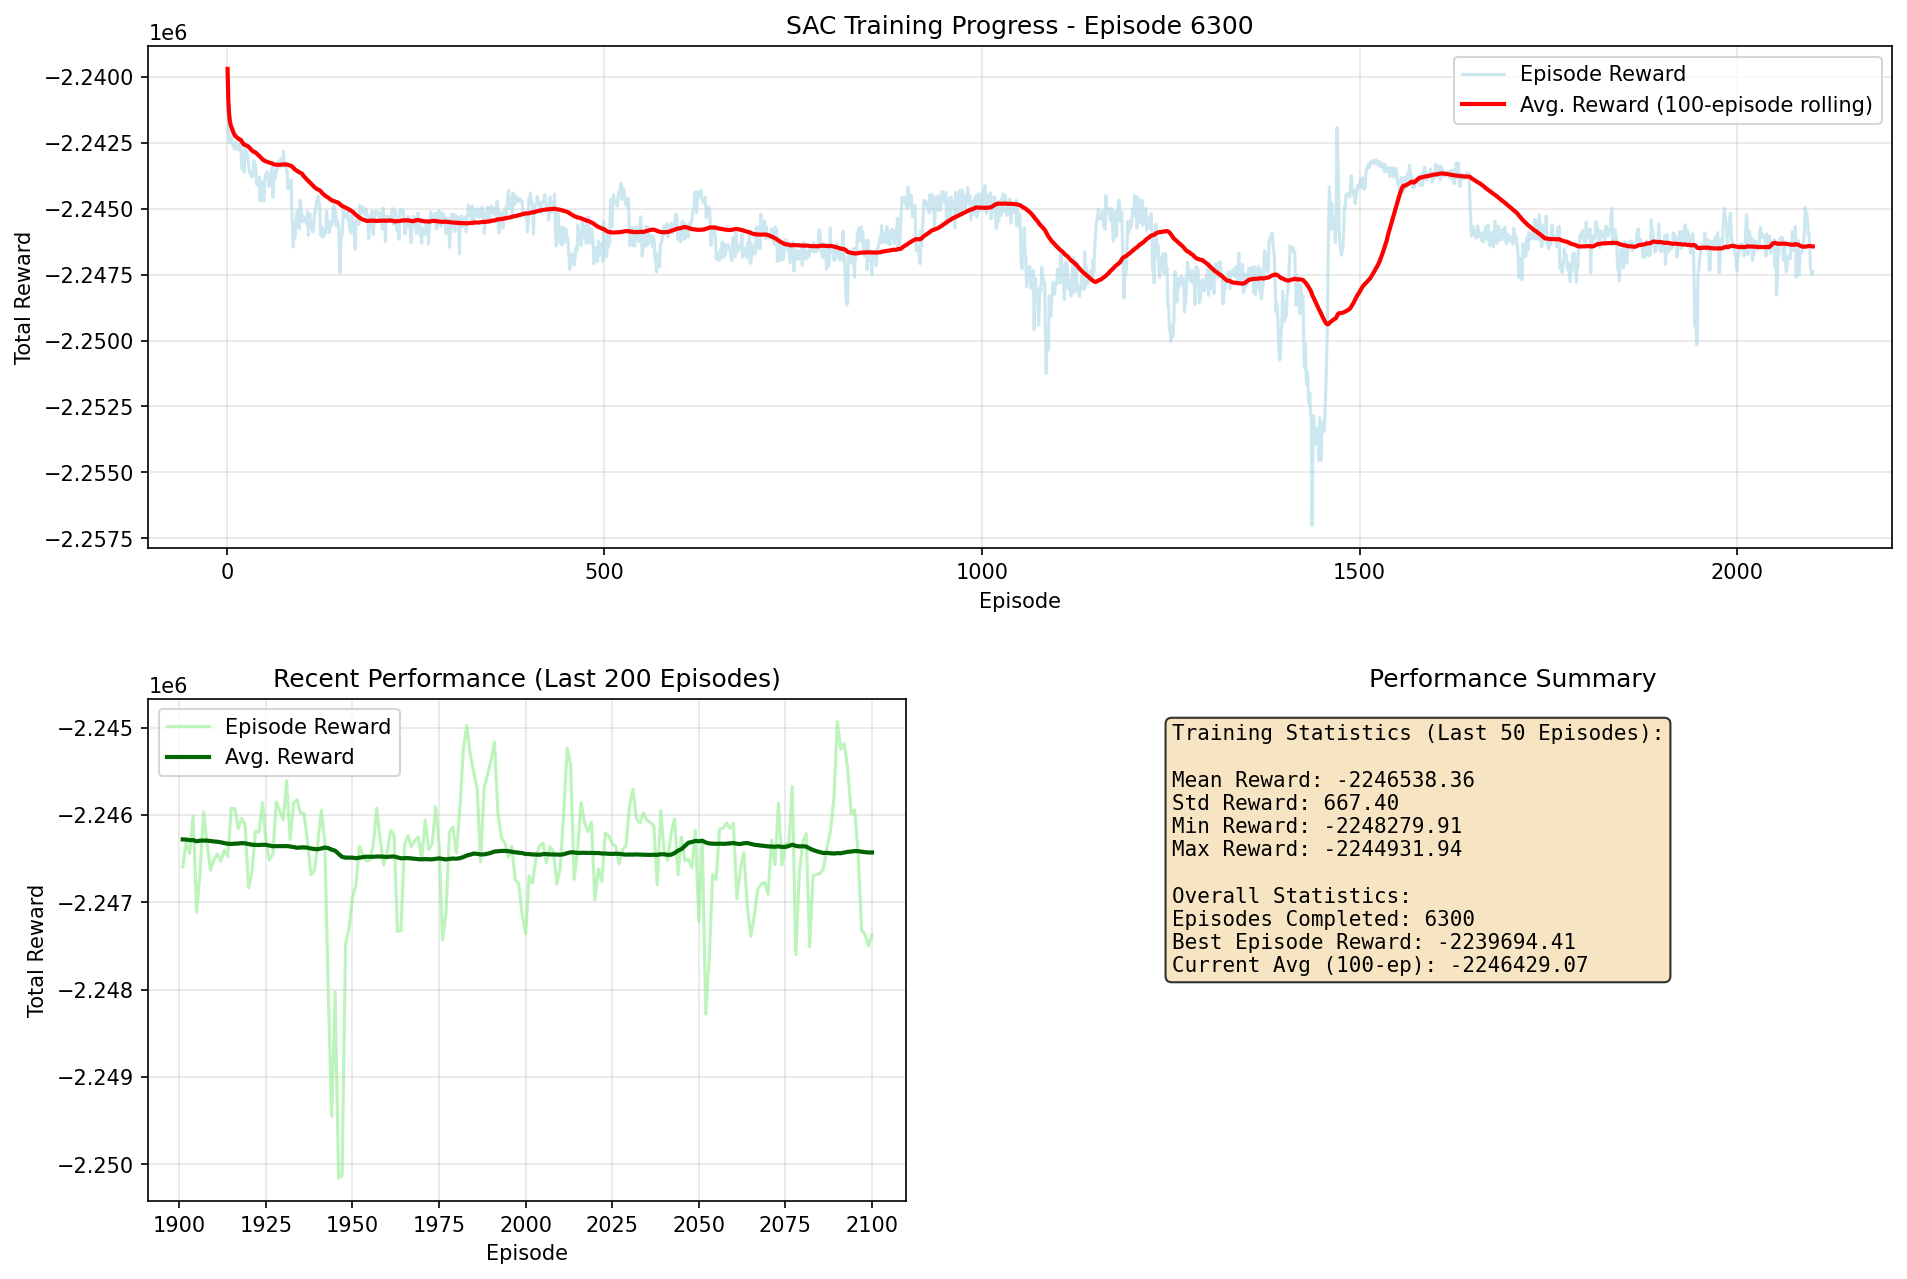 SAC Training Progress - Episode 6300
1e6
−2.2400
−2.2425
−2.2450
−2.2475
−2.2500
−2.2525
−2.2550
−2.2575
Total Reward
Episode Reward
Avg. Reward (100-episode rolling)
0 500 1000 1500 2000
Episode
Recent Performance (Last 200 Episodes)
1e6
−2.245
−2.246
−2.247
−2.248
−2.249
−2.250
Total Reward
Episode Reward
Avg. Reward
1900 1925 1950 1975 2000 2025 2050 2075 2100
Episode
Performance Summary
Training Statistics (Last 50 Episodes):
Mean Reward: -2246538.36
Std Reward: 667.40
Min Reward: -2248279.91
Max Reward: -2244931.94
Overall Statistics:
Episodes Completed: 6300
Best Episode Reward: -2239694.41
Current Avg (100-ep): -2246429.07